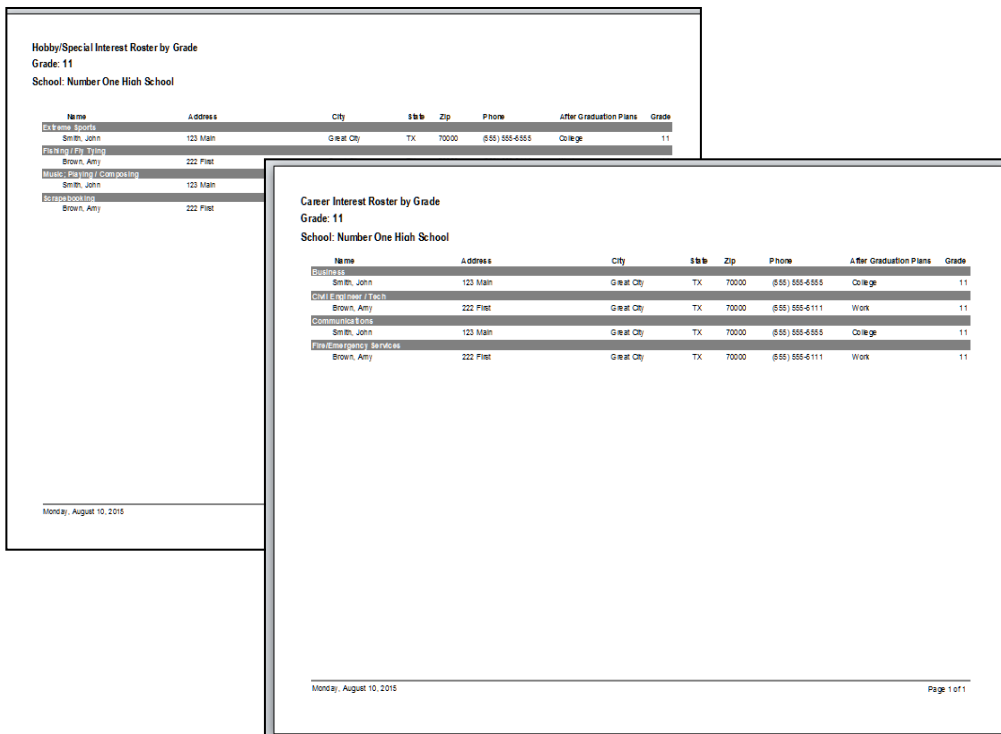 Hobby/Special Interest Roster by Grade
Grade: 11
School: Number One High School
Name Address City State Zip Phone After Graduation Plans Grade
Extreme Sports
Smith, John 123 Main Great City TX 70000 (555) 555-5555 College 11
Fishing / Fly Tying
Brown, Amy 222 First
Music; Playing / Composing
Smith, John 123 Main
Scrapebooking
Brown, Amy 222 First
Monday, August 10, 2015
Career Interest Roster by Grade
Grade: 11
School: Number One High School
Name Address City State Zip Phone After Graduation Plans Grade
Business
Smith, John 123 Main Great City TX 70000 (555) 555-5555 College 11
Civil Engineer / Tech
Brown, Amy 222 First Great City TX 70000 (555) 555-6111 Work 11
Communications
Smith, John 123 Main Great City TX 70000 (555) 555-5555 College 11
Fire/Emergency Services
Brown, Amy 222 First Great City TX 70000 (555) 555-6111 Work 11
Monday, August 10, 2015 Page 1 of 1